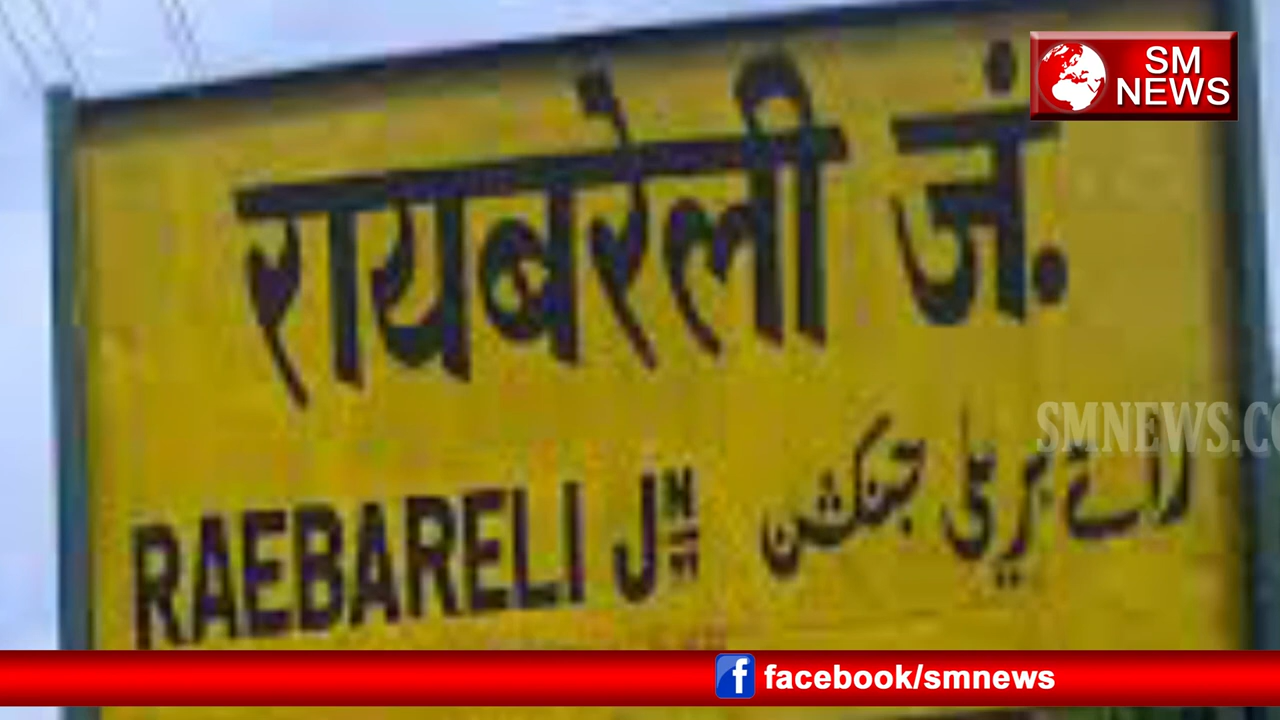 SM
NEWS
रायबरेली जं.
SMNEWS.CO
RAEBARELI Jn
رائے بریلی جنکشن
facebook/smnews